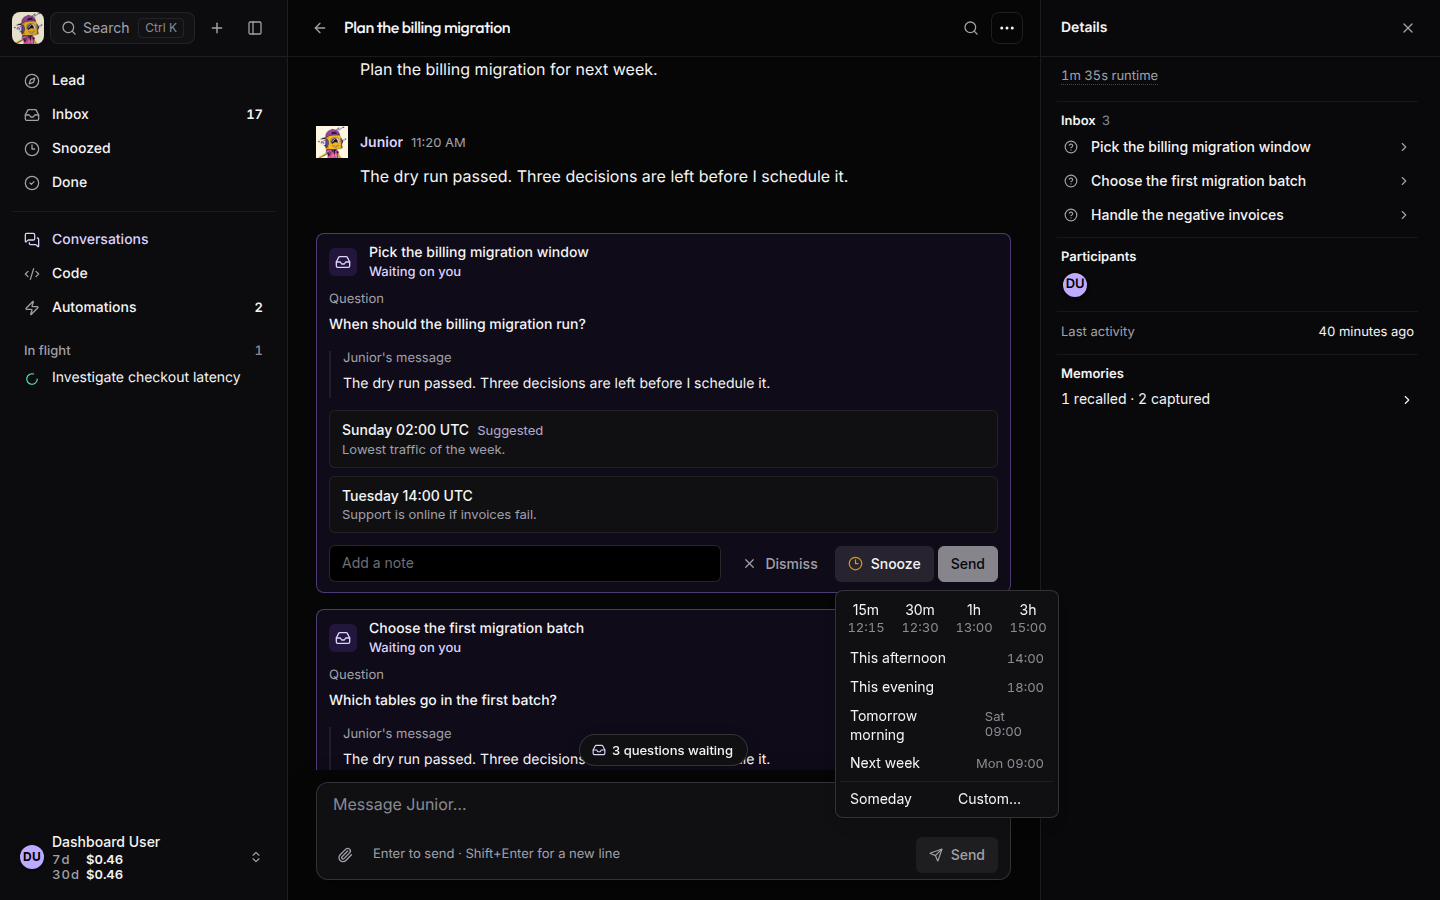 Search Ctrl K
Lead
Inbox 17
Snoozed
Done
Conversations
Code
Automations 2
In flight 1
Investigate checkout latency
DU
Dashboard User
7d $0.46
30d $0.46
Plan the billing migration
Plan the billing migration for next week.
Junior 11:20 AM
The dry run passed. Three decisions are left before I schedule it.
Pick the billing migration window
Waiting on you
Question
When should the billing migration run?
Junior's message
The dry run passed. Three decisions are left before I schedule it.
Sunday 02:00 UTC Suggested
Lowest traffic of the week.
Tuesday 14:00 UTC
Support is online if invoices fail.
Add a note
Dismiss
Snooze
Send
15m 30m 1h 3h
12:15 12:30 13:00 15:00
This afternoon 14:00
This evening 18:00
Tomorrow morning Sat 09:00
Next week Mon 09:00
Someday Custom...
Choose the first migration batch
Waiting on you
Question
Which tables go in the first batch?
Junior's message
The dry run passed. Three decisions it.
3 questions waiting
Message Junior...
Enter to send · Shift+Enter for a new line
Send
Details
1m 35s runtime
Inbox 3
Pick the billing migration window
Choose the first migration batch
Handle the negative invoices
Participants
DU
Last activity 40 minutes ago
Memories
1 recalled · 2 captured